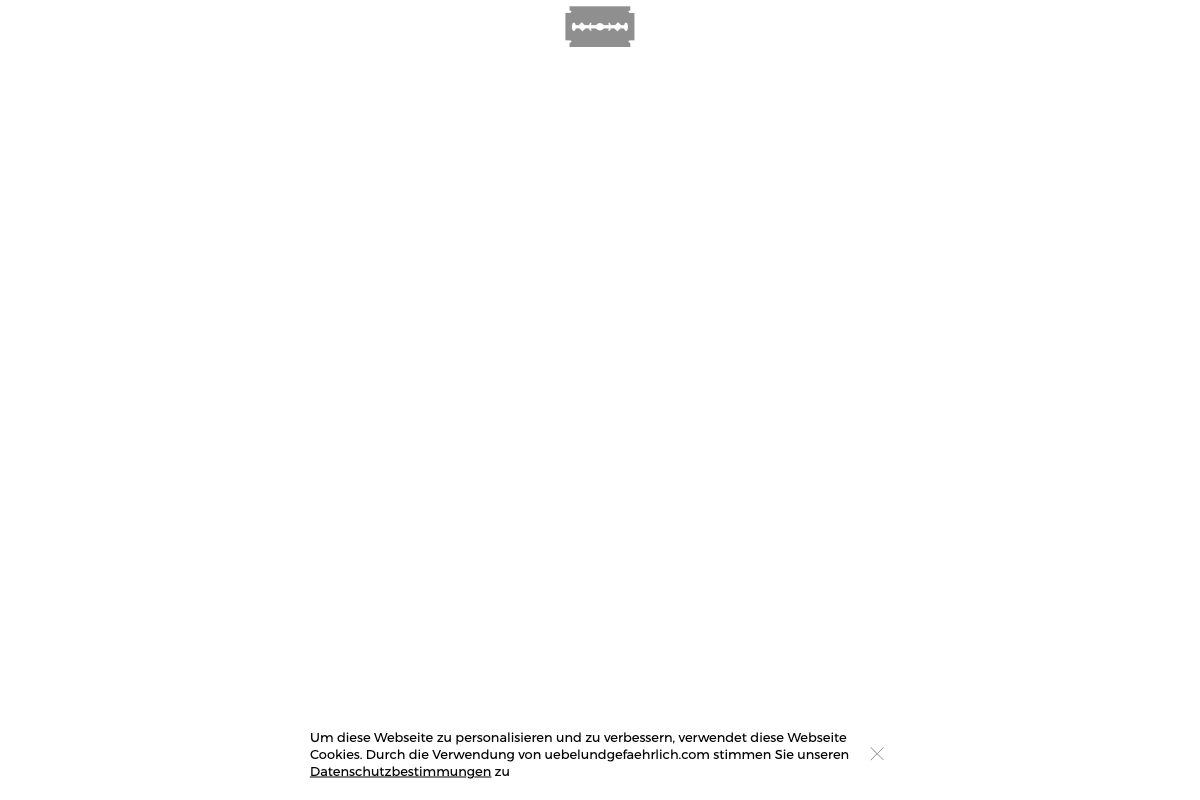 Um diese Webseite zu personalisieren und zu verbessern, verwendet diese Webseite
Cookies. Durch die Verwendung von uebelundgefaehrlich.com stimmen Sie unseren
Datenschutzbestimmungen zu